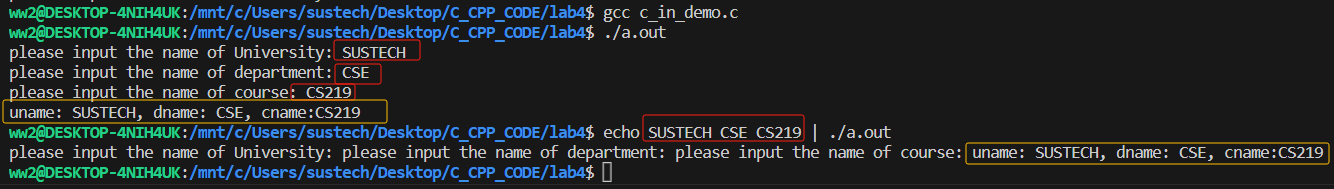 ww2@DESKTOP-4NIH4UK:/mnt/c/Users/sustech/Desktop/C_CPP_CODE/lab4$ gcc c_in_demo.c
ww2@DESKTOP-4NIH4UK:/mnt/c/Users/sustech/Desktop/C_CPP_CODE/lab4$ ./a.out
please input the name of University: SUSTECH
please input the name of department: CSE
please input the name of course: CS219
uname: SUSTECH, dname: CSE, cname:CS219
ww2@DESKTOP-4NIH4UK:/mnt/c/Users/sustech/Desktop/C_CPP_CODE/lab4$ echo SUSTECH CSE CS219 | ./a.out
please input the name of University: please input the name of department: please input the name of course: uname: SUSTECH, dname: CSE, cname:CS219
ww2@DESKTOP-4NIH4UK:/mnt/c/Users/sustech/Desktop/C_CPP_CODE/lab4$